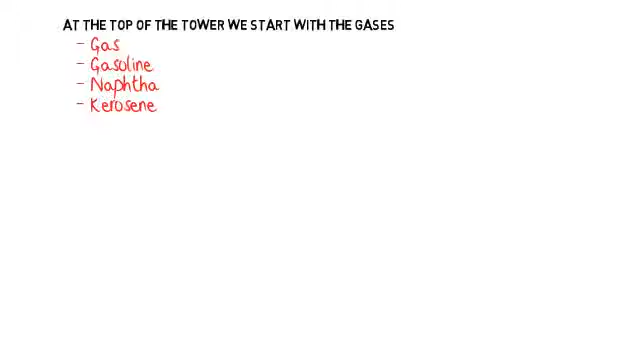 AT THE TOP OF THE TOWER WE START WITH THE GASES
- Gas
- Gasoline
- Naphtha
- Kerosene